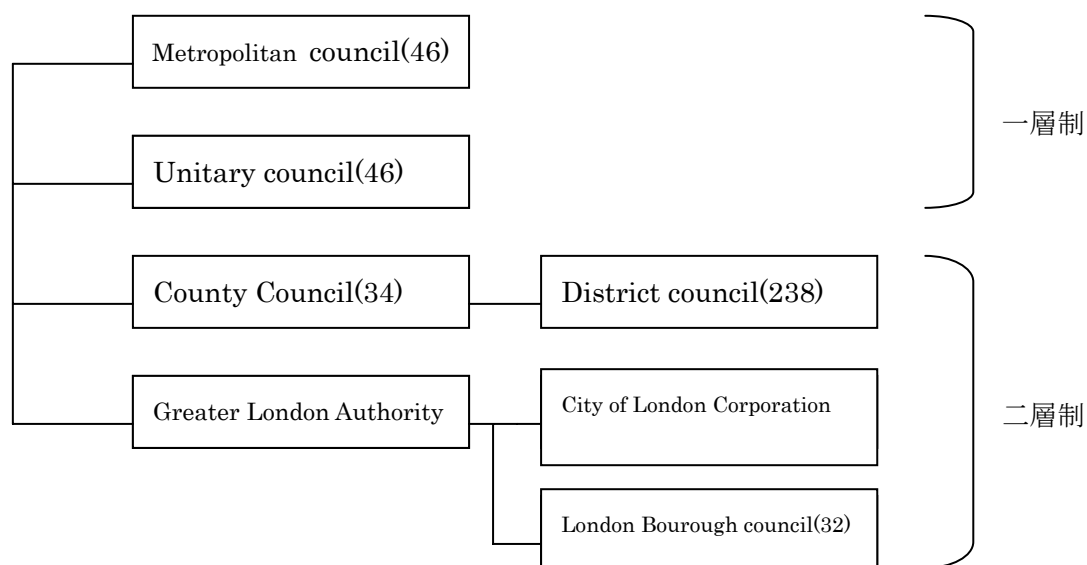 Metropolitan council(46)
一層制
Unitary council(46)
County Council(34)
District council(238)
Greater London Authority
City of London Corporation
二層制
London Bourough council(32)